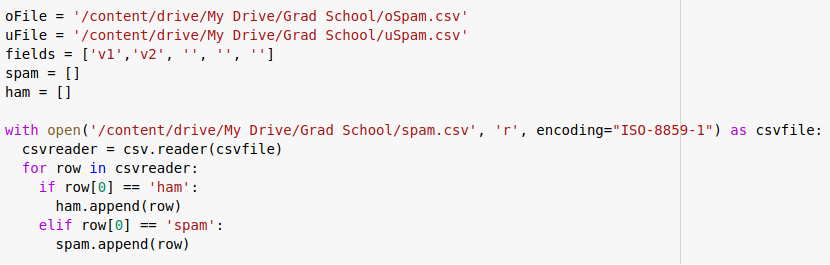 oFile = '/content/drive/My Drive/Grad School/oSpam.csv'
uFile = '/content/drive/My Drive/Grad School/uSpam.csv'
fields = ['v1','v2', '', '', '']
spam = []
ham = []

with open('/content/drive/My Drive/Grad School/spam.csv', 'r', encoding="ISO-8859-1") as csvfile:
  csvreader = csv.reader(csvfile)
  for row in csvreader:
    if row[0] == 'ham':
      ham.append(row)
    elif row[0] == 'spam':
      spam.append(row)